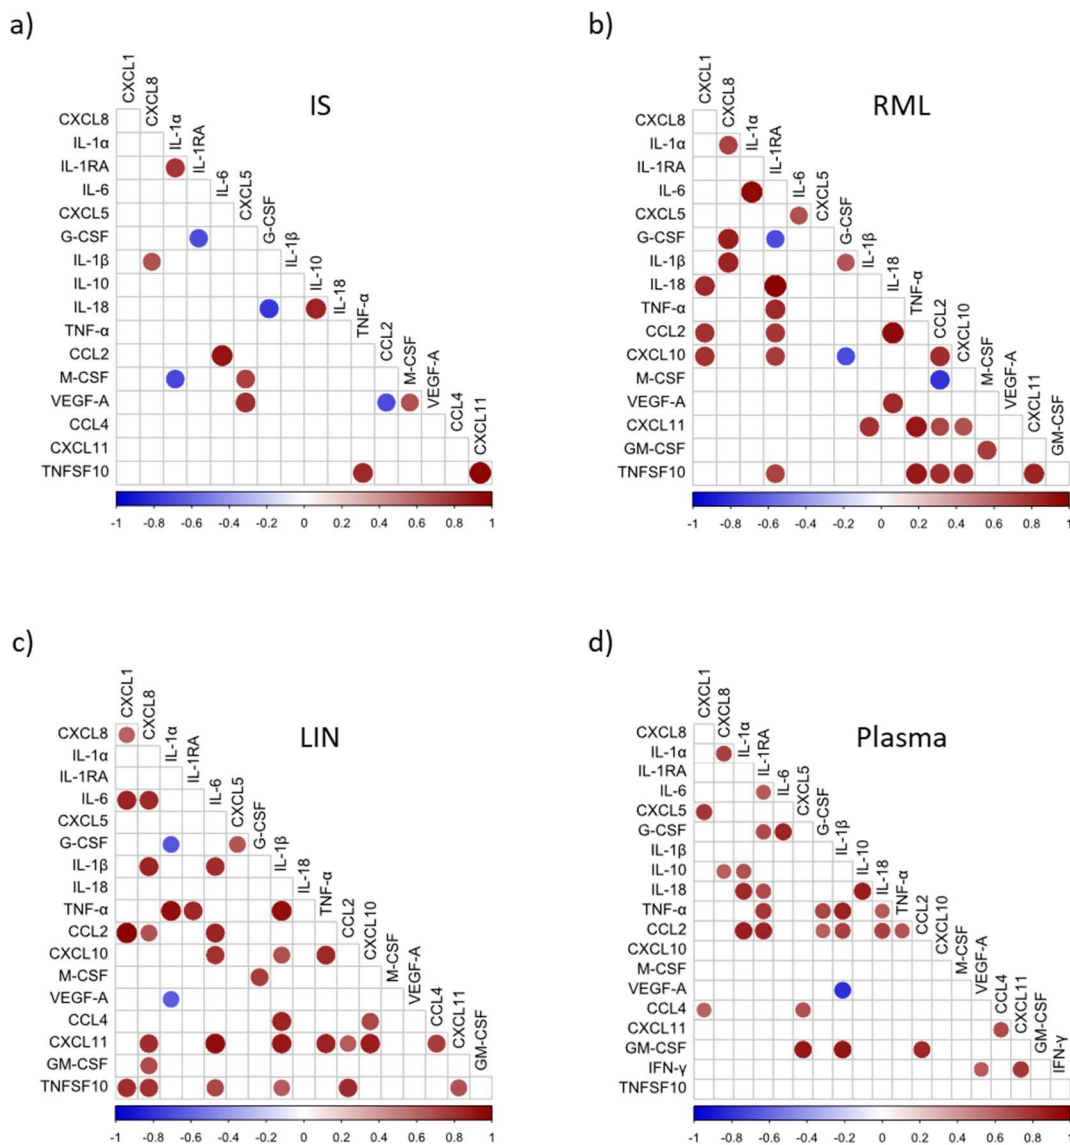 a)
IS
CXCL1
CXCL8
IL-1α
IL-1RA
IL-6
CXCL5
G-CSF
IL-1β
IL-10
IL-18
TNF-α
CCL2
M-CSF
VEGF-A
CCL4
CXCL11
CXCL8
IL-1α
IL-1RA
IL-6
CXCL5
G-CSF
IL-1β
IL-10
IL-18
TNF-α
CCL2
M-CSF
VEGF-A
CCL4
CXCL11
TNFSF10
-1 -0.8 -0.6 -0.4 -0.2 0 0.2 0.4 0.6 0.8 1
b)
RML
CXCL1
CXCL8
IL-1α
IL-1RA
IL-6
CXCL5
G-CSF
IL-1β
IL-18
TNF-α
CCL2
CXCL10
M-CSF
VEGF-A
CXCL11
GM-CSF
CXCL8
IL-1α
IL-1RA
IL-6
CXCL5
G-CSF
IL-1β
IL-18
TNF-α
CCL2
CXCL10
M-CSF
VEGF-A
CXCL11
GM-CSF
TNFSF10
-1 -0.8 -0.6 -0.4 -0.2 0 0.2 0.4 0.6 0.8 1
c)
LIN
CXCL1
CXCL8
IL-1α
IL-1RA
IL-6
CXCL5
G-CSF
IL-1β
IL-18
TNF-α
CCL2
CXCL10
M-CSF
VEGF-A
CCL4
CXCL11
GM-CSF
CXCL8
IL-1α
IL-1RA
IL-6
CXCL5
G-CSF
IL-1β
IL-18
TNF-α
CCL2
CXCL10
M-CSF
VEGF-A
CCL4
CXCL11
GM-CSF
TNFSF10
-1 -0.8 -0.6 -0.4 -0.2 0 0.2 0.4 0.6 0.8 1
d)
Plasma
CXCL1
CXCL8
IL-1α
IL-1RA
IL-6
CXCL5
G-CSF
IL-1β
IL-10
IL-18
TNF-α
CCL2
CXCL10
M-CSF
VEGF-A
CCL4
CXCL11
GM-CSF
IFN-γ
CXCL8
IL-1α
IL-1RA
IL-6
CXCL5
G-CSF
IL-1β
IL-10
IL-18
TNF-α
CCL2
CXCL10
M-CSF
VEGF-A
CCL4
CXCL11
GM-CSF
IFN-γ
TNFSF10
-1 -0.8 -0.6 -0.4 -0.2 0 0.2 0.4 0.6 0.8 1